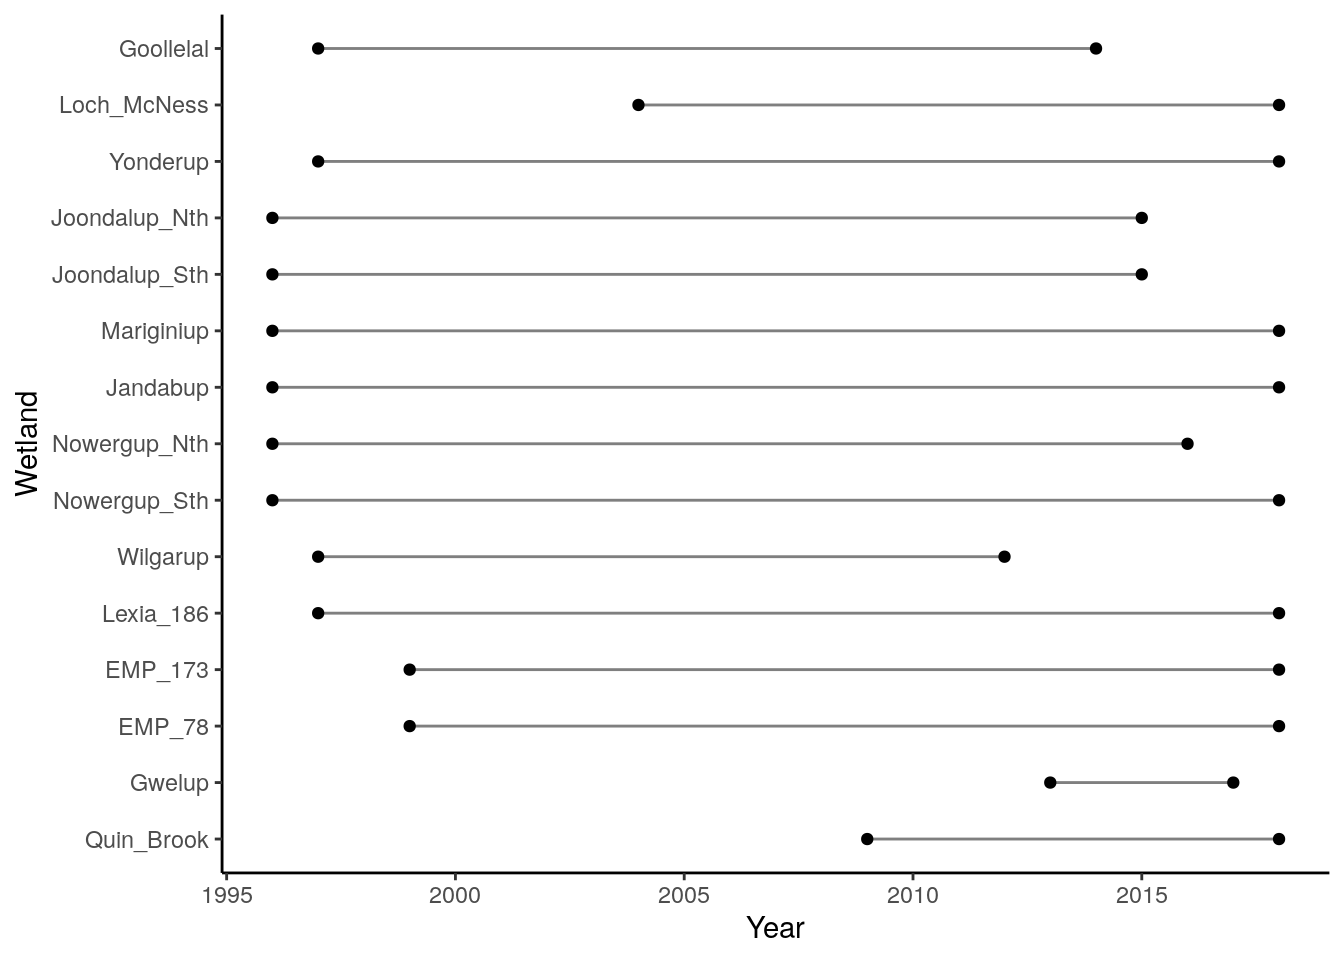 Goollelal
Loch_McNess
Yonderup
Joondalup_Nth
Joondalup_Sth
Mariginiup
Jandabup
Nowergup_Nth
Nowergup_Sth
Wilgarup
Lexia_186
EMP_173
EMP_78
Gwelup
Quin_Brook
Wetland
1995 2000 2005 2010 2015
Year